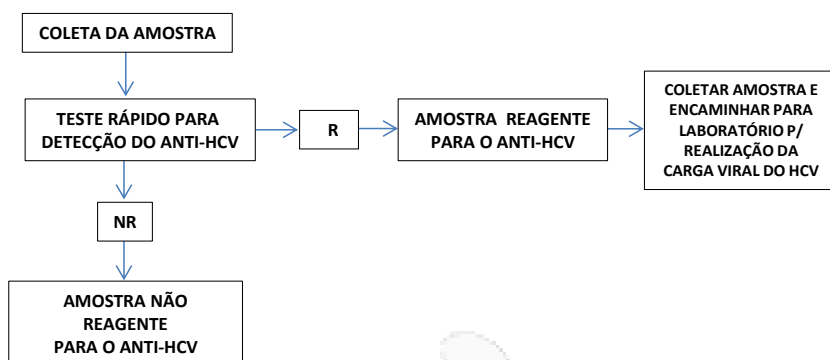 COLETA DA AMOSTRA
TESTE RÁPIDO PARA
DETECÇÃO DO ANTI-HCV
R
AMOSTRA REAGENTE
PARA O ANTI-HCV
COLETAR AMOSTRA E
ENCAMINHAR PARA
LABORATÓRIO P/
REALIZAÇÃO DA
CARGA VIRAL DO HCV
NR
AMOSTRA NÃO
REAGENTE
PARA O ANTI-HCV